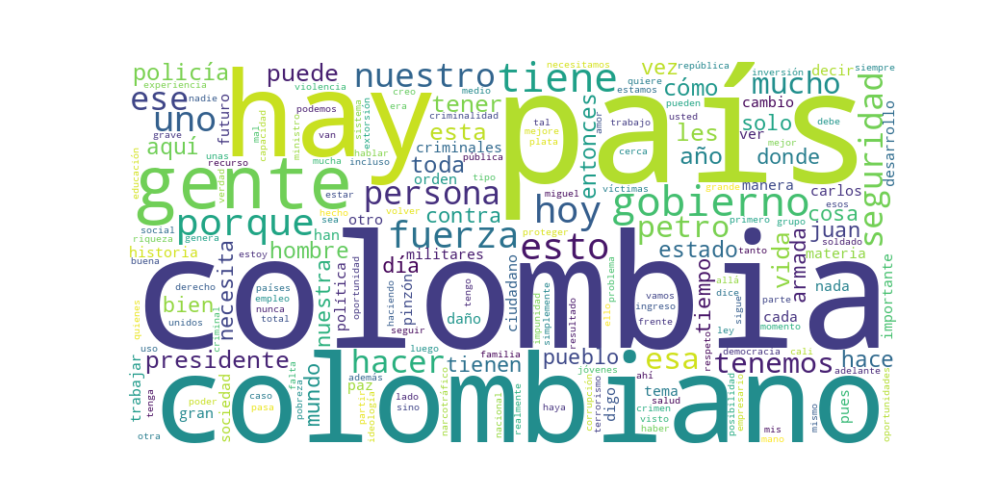 policía
puede
nuestro
tiene
vez
cómo
necesitamos
república
inversión
decir
siempre
experiencia
nadie
violencia
creo
medio
quiere
estamos
pueden
cambio
mucho
debe
ese
hay
país
uno
futuro
grave
mal
capacidad
van
podemos
extorsión
era
sistema
ministro
hablar
criminalidad
tener
esta
criminales
tal
mejore
plata
entonces
amor
trabajo
usted
les
solo
ver
mejor
seguridad
desarrollo
aquí
unas
recurso
verdad
mucha
incluso
toda
orden
pública
tipo
cerca
año
donde
educación
gente
estar
persona
miguel
víctimas
gobierno
grande
manera
carlos
esos
social
porque
hecho
volver
otro
contra
hoy
proteger
petro
primero
grupo
juan
cosa
soldado
riqueza
genera
sea
han
fuerza
esto
estado
tanto
vida
armada
materia
buena
historia
estoy
hombre
día
militares
ciudadano
problema
importante
colombia
quienes
derecho
bien
unidos
necesita
países
empleo
nunca
total
oportunidad
nuestra
política
pinzón
haciendo
tengo
daño
seguir
impunidad
simplemente
resultado
ello
vamos
ingreso
frente
tiempo
allá
dice
sigue
parte
cada
momento
nada
criminal
ley
uso
tenga
presidente
luego
hacer
tienen
familia
pueblo
jóvenes
ahí
esa
respeto
tenemos
democracia
cali
adelante
hace
trabajar
poder
gran
otra
sociedad
caso
pasa
falta
pobreza
mundo
además
paz
lado
sino
partir
ideología
narcotráfico
colombiano
nacional
realmente
haya
corrupción
terrorismo
digo
tema
salud
crimen
visto
haber
posibilidad
empresario
mis
mano
mismo
pues
oportunidades